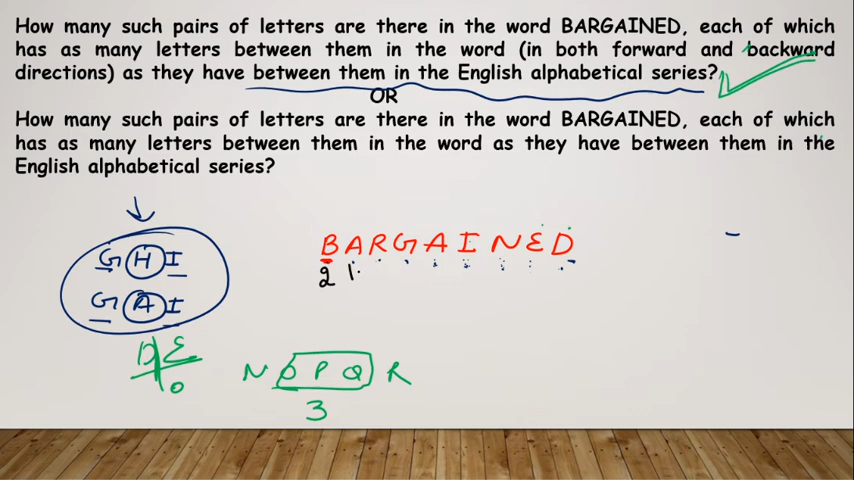 How many such pairs of letters are there in the word BARGAINED, each of which
has as many letters between them in the word (in both forward and backward
directions) as they have between them in the English alphabetical series?
OR
How many such pairs of letters are there in the word BARGAINED, each of which
has as many letters between them in the word as they have between them in the
English alphabetical series?
G H I
BARGAINED
2 1
G A I
D E
0
N O P Q R
3